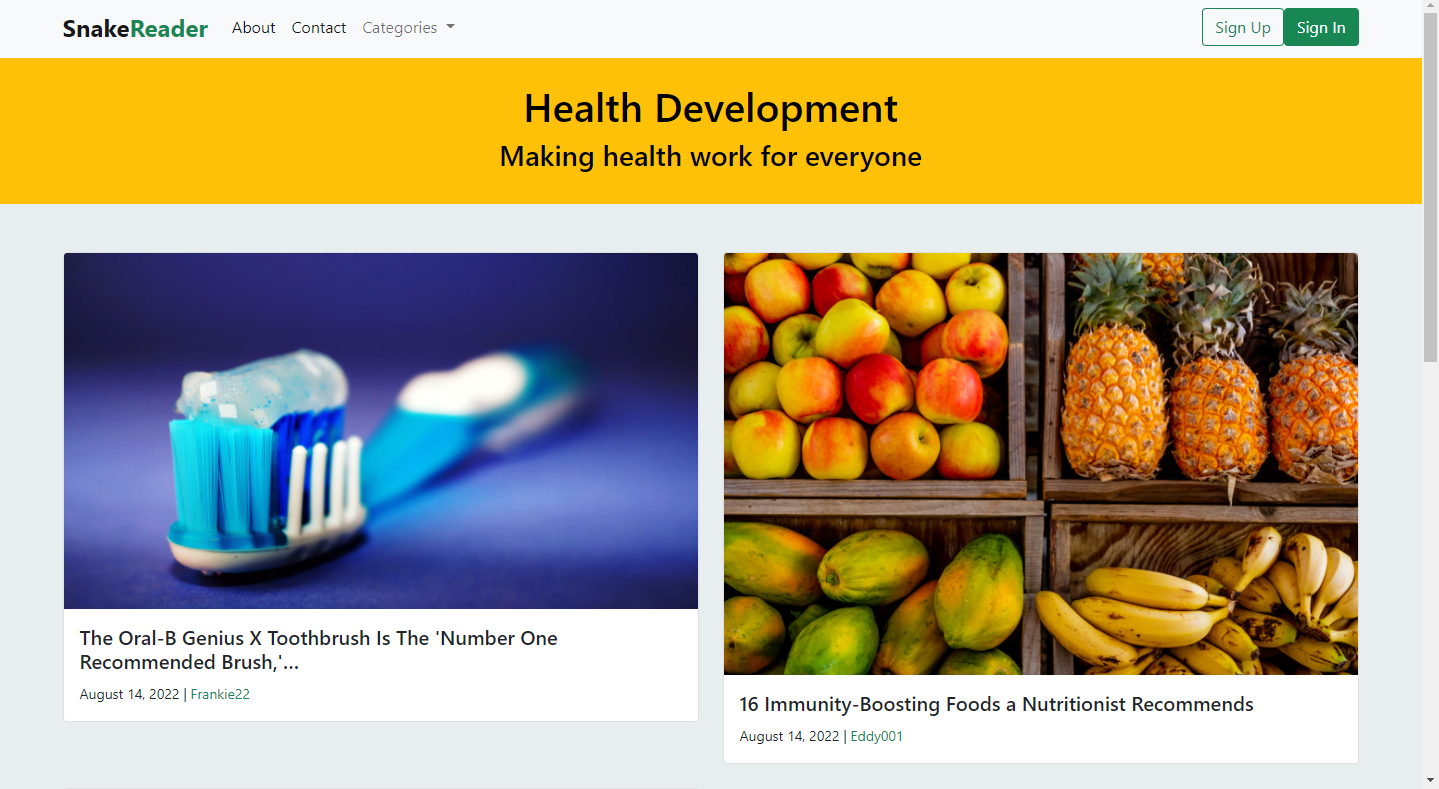 SnakeReader About Contact Categories Sign Up Sign In
Health Development
Making health work for everyone
The Oral-B Genius X Toothbrush Is The 'Number One
Recommended Brush,'...
August 14, 2022 | Frankie22
16 Immunity-Boosting Foods a Nutritionist Recommends
August 14, 2022 | Eddy001